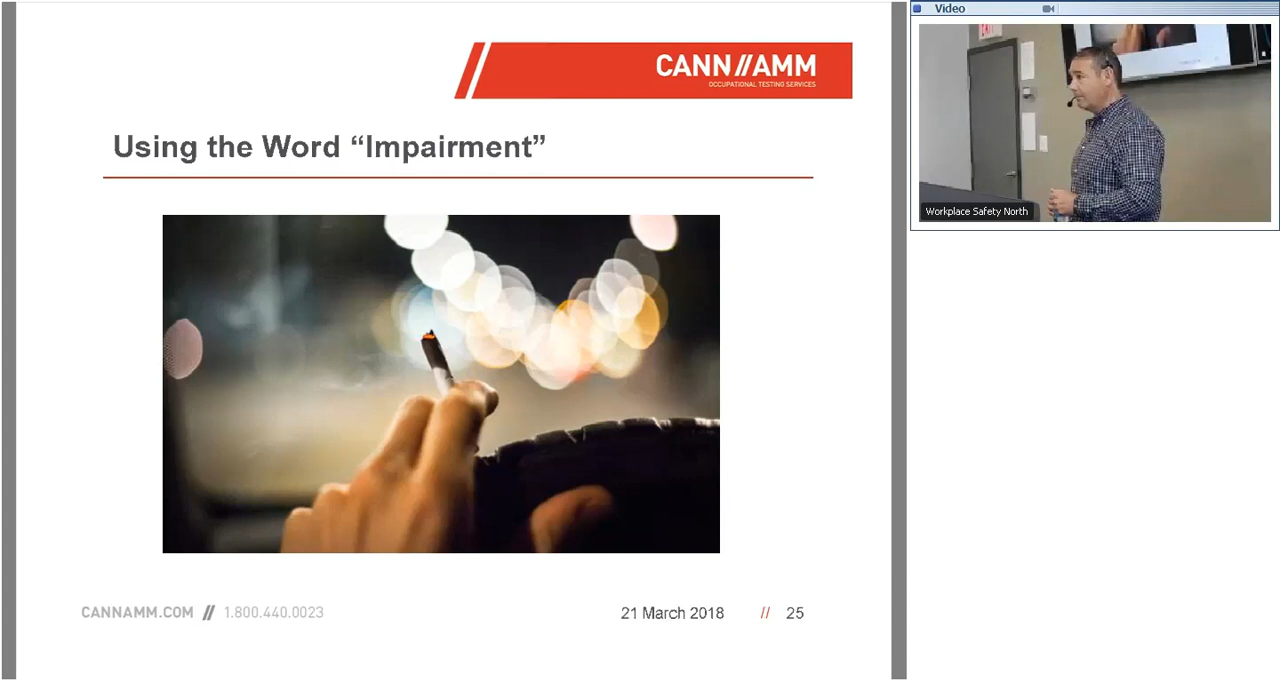 CANN//AMM
OCCUPATIONAL TESTING SERVICES
Using the Word “Impairment”
CANNAMM.COM // 1.800.440.0023
21 March 2018 // 25
Video
Workplace Safety North